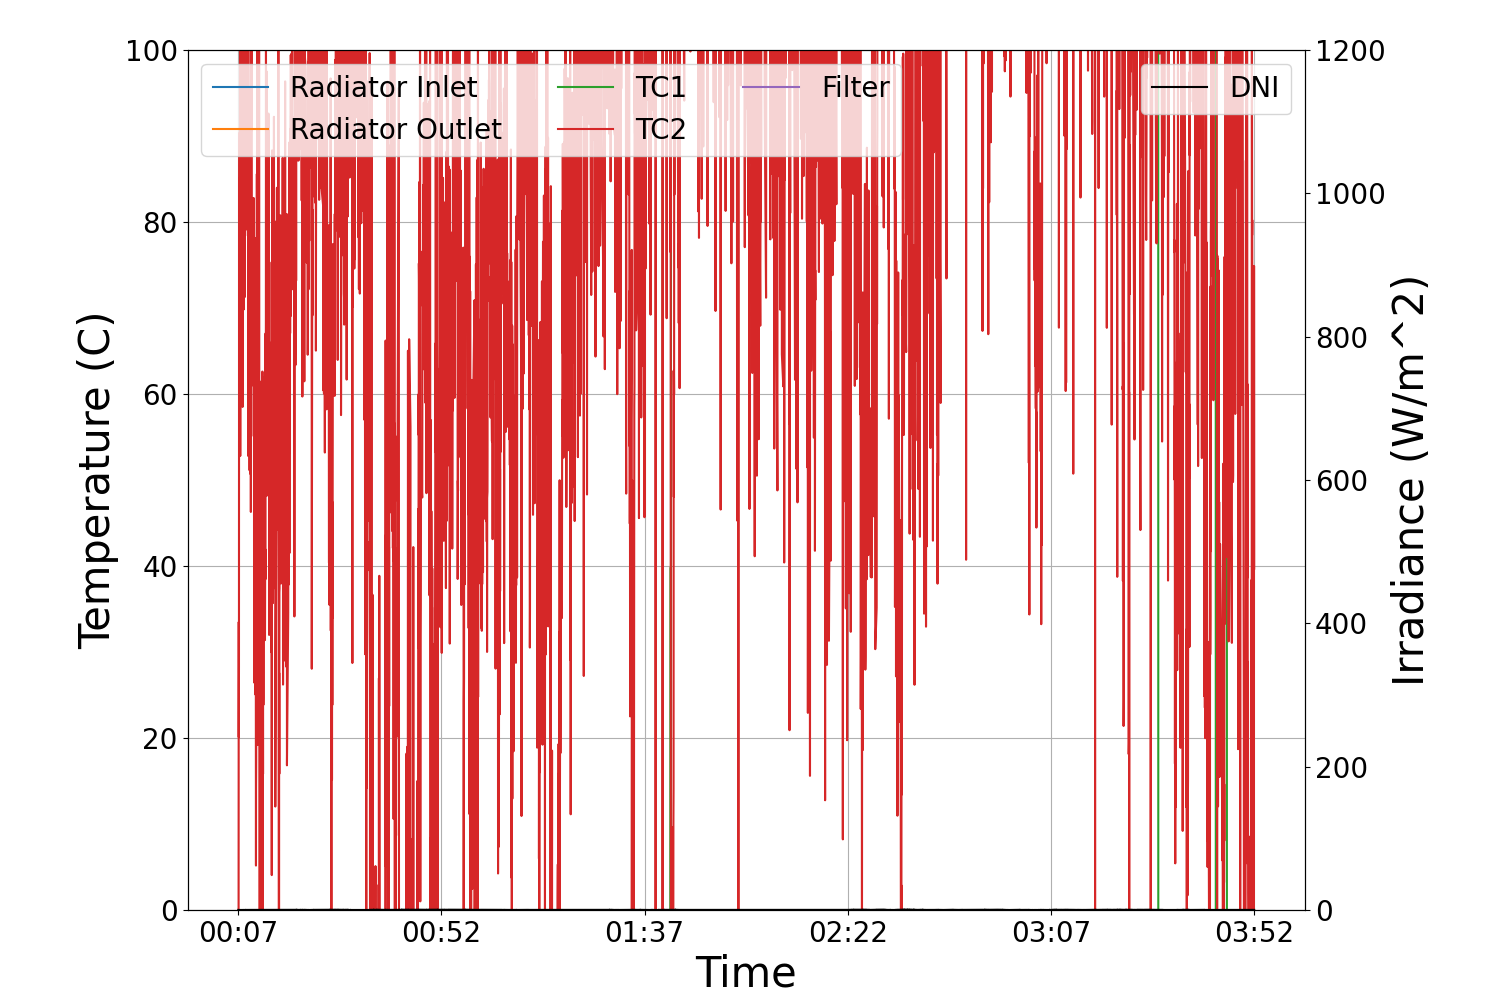 Radiator Inlet
Radiator Outlet
TC1
TC2
Filter
DNI
Temperature (C)
100
80
60
40
20
0
1200
1000
800
600
400
200
0
Irradiance (W/m^2)
00:07 00:52 01:37 02:22 03:07 03:52
Time